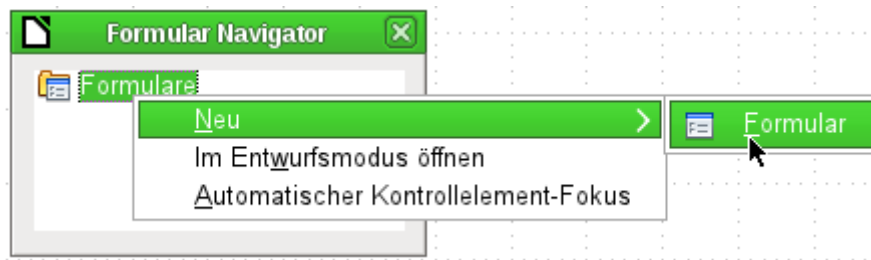 Formular Navigator
Formulare
Neu
Formular
Im Entwurfsmodus öffnen
Automatischer Kontrollelement-Fokus